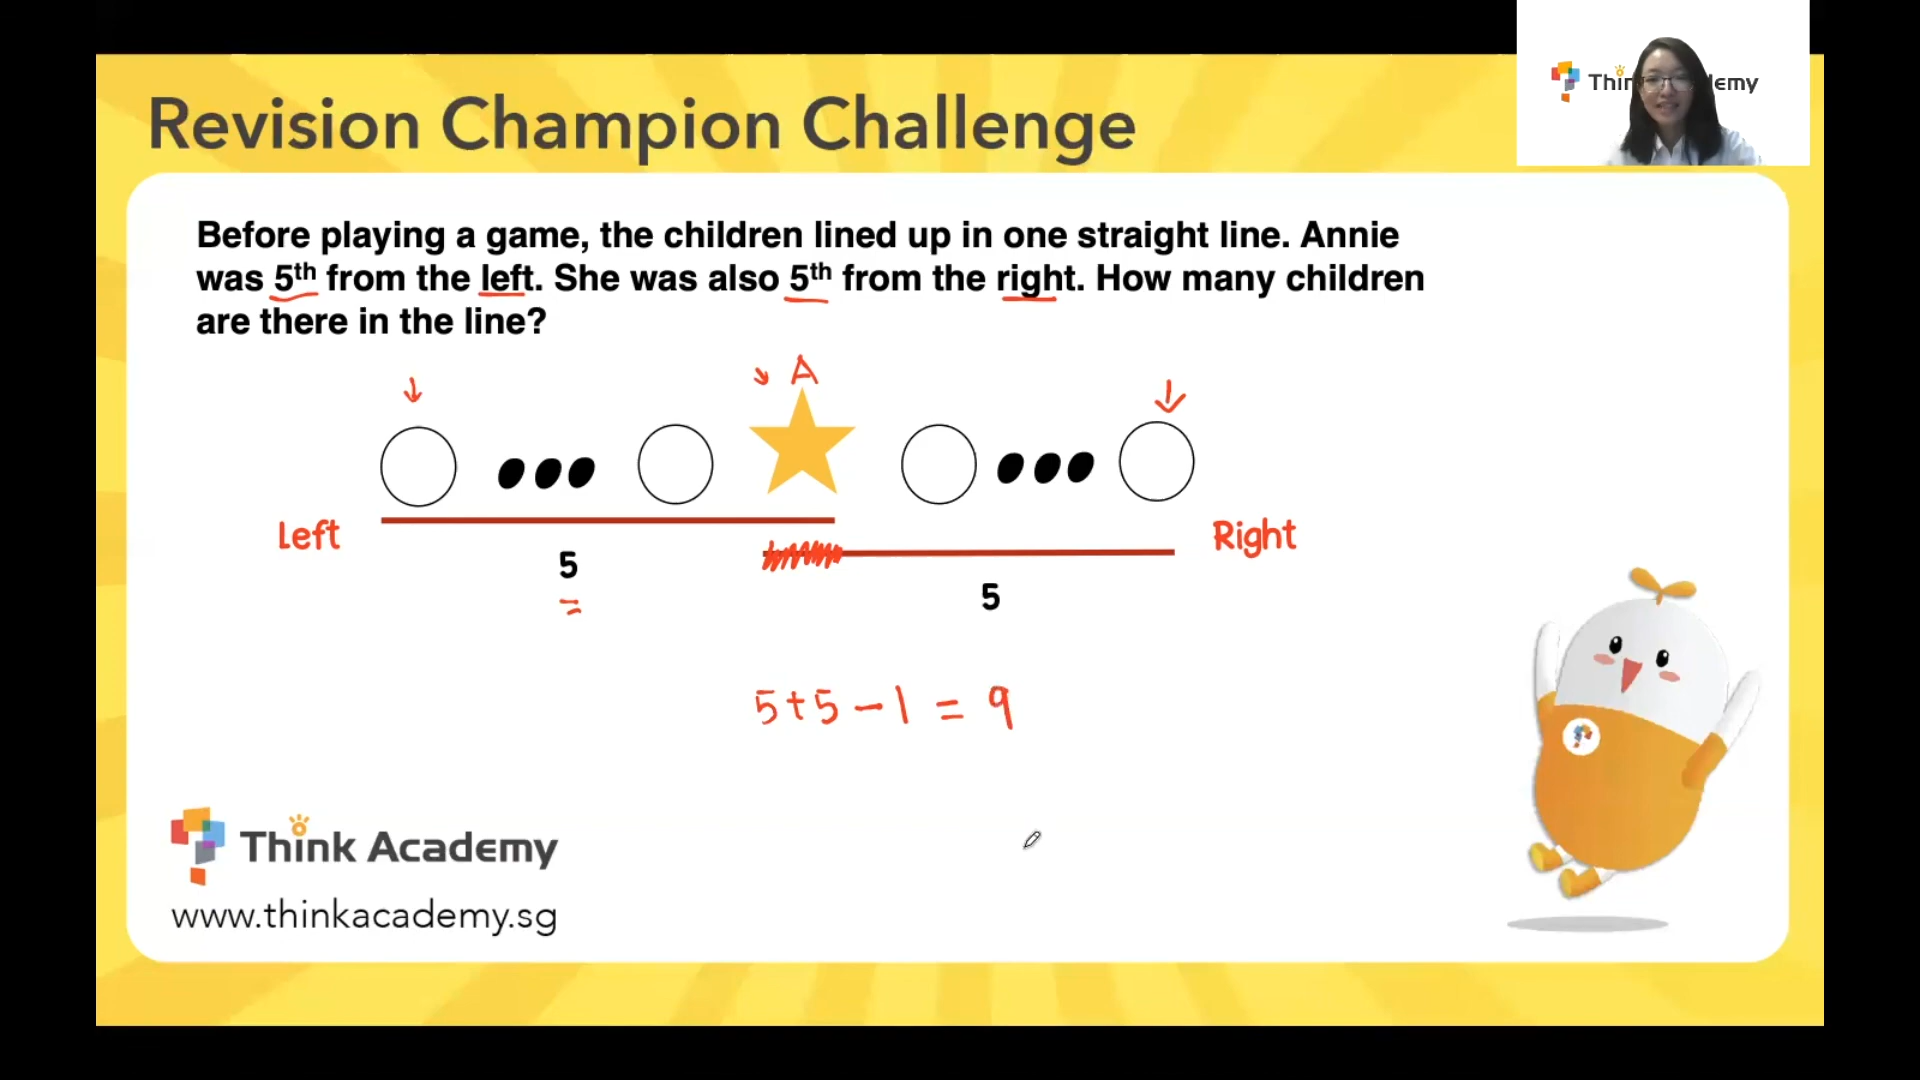 Revision Champion Challenge
Think Academy
Before playing a game, the children lined up in one straight line. Annie
was 5th from the left. She was also 5th from the right. How many children
are there in the line?
A
Left
Right
5
=
5
5+5-1=9
Think Academy
www.thinkacademy.sg